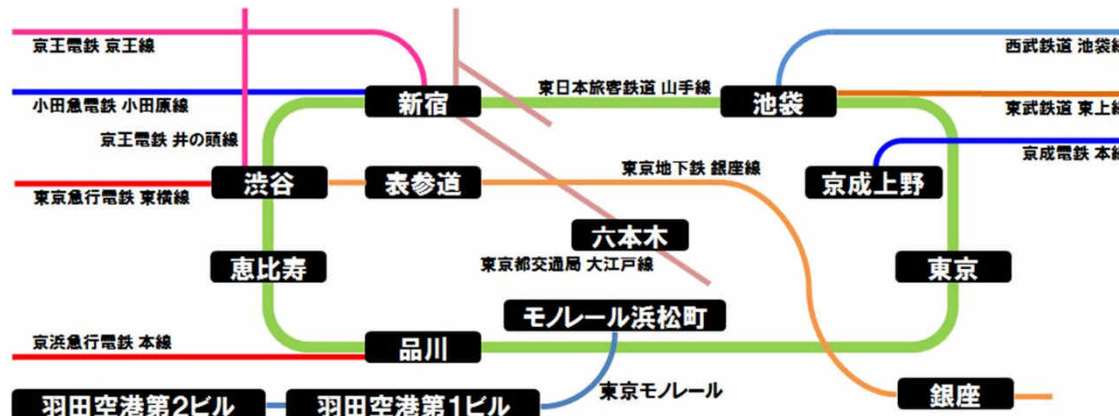 京王電鉄 京王線
西武鉄道 池袋線
小田急電鉄 小田原線
新宿
東日本旅客鉄道 山手線
池袋
東武鉄道 東上線
京王電鉄 井の頭線
京成電鉄 本線
東京急行電鉄 東横線
渋谷
表参道
東京地下鉄 銀座線
京成上野
六本木
恵比寿
東京都交通局 大江戸線
東京
モノレール浜松町
京浜急行電鉄 本線
品川
羽田空港第2ビル
羽田空港第1ビル
東京モノレール
銀座